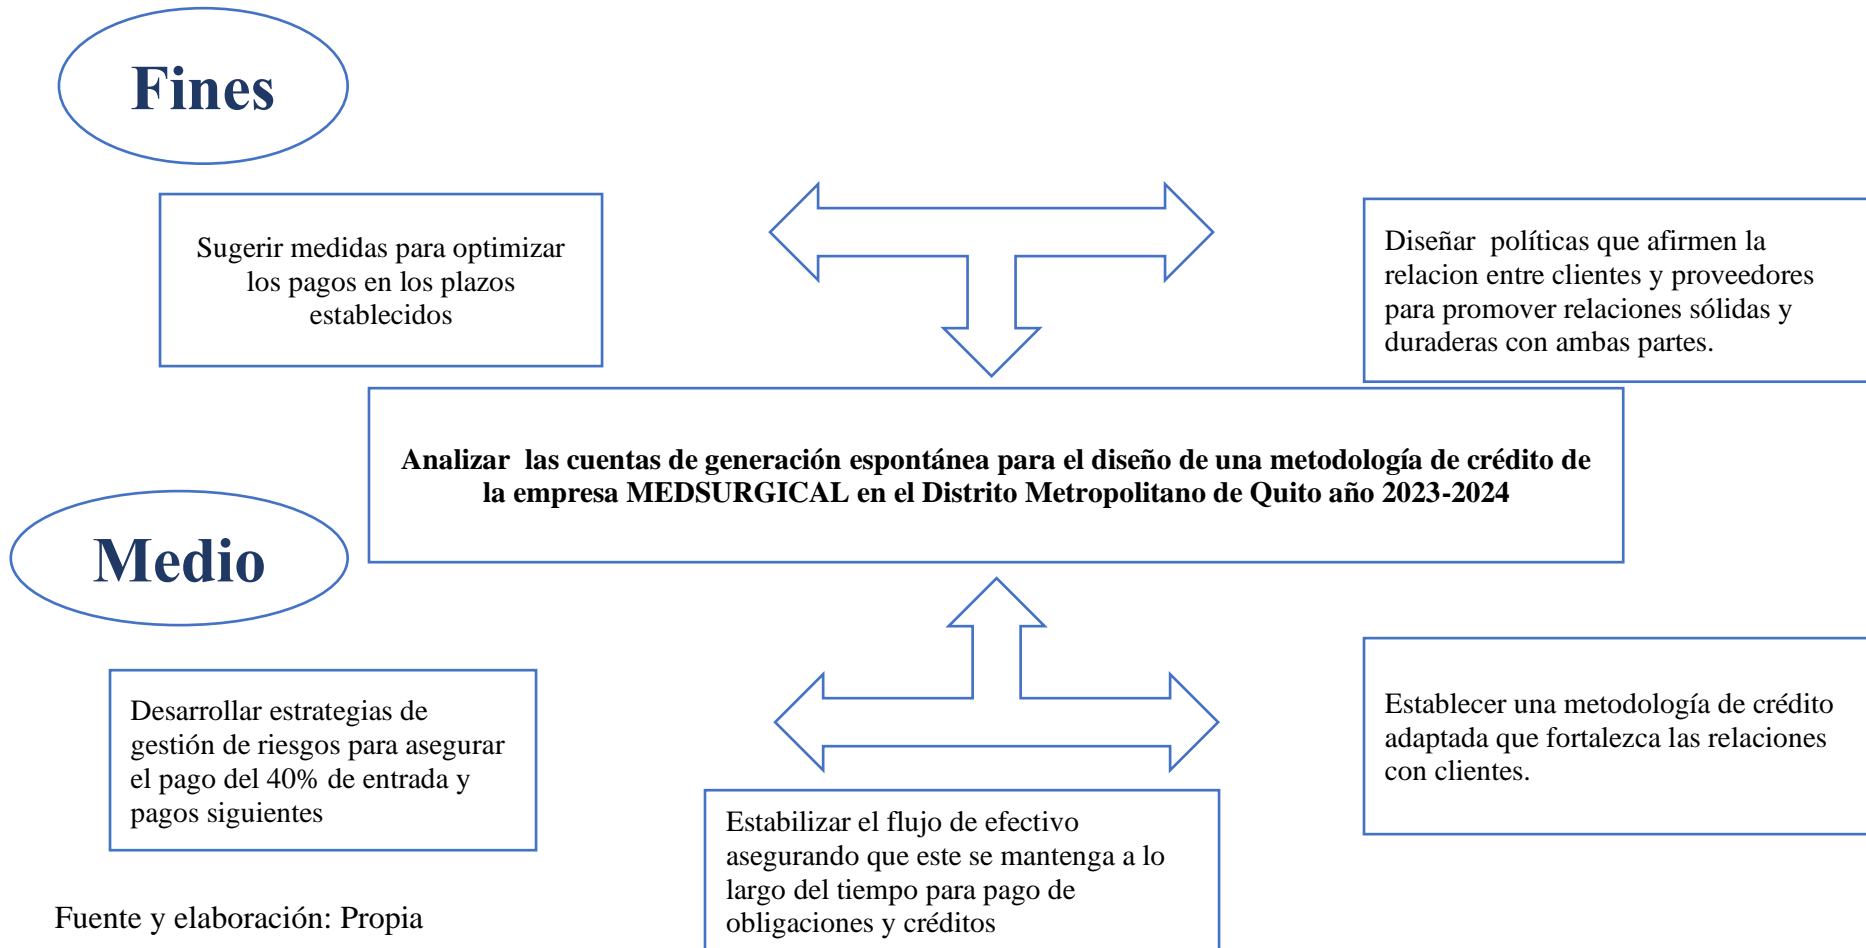 Fines
Sugerir medidas para optimizar
los pagos en los plazos
establecidos
Diseñar  políticas que afirmen la
relacion entre clientes y proveedores
para promover relaciones sólidas y
duraderas con ambas partes.
Analizar  las cuentas de generación espontánea para el diseño de una metodología de crédito de
la empresa MEDSURGICAL en el Distrito Metropolitano de Quito año 2023-2024
Medio
Desarrollar estrategias de
gestión de riesgos para asegurar
el pago del 40% de entrada y
pagos siguientes
Estabilizar el flujo de efectivo
asegurando que este se mantenga a lo
largo del tiempo para pago de
obligaciones y créditos
Establecer una metodología de crédito
adaptada que fortalezca las relaciones
con clientes.
Fuente y elaboración: Propia